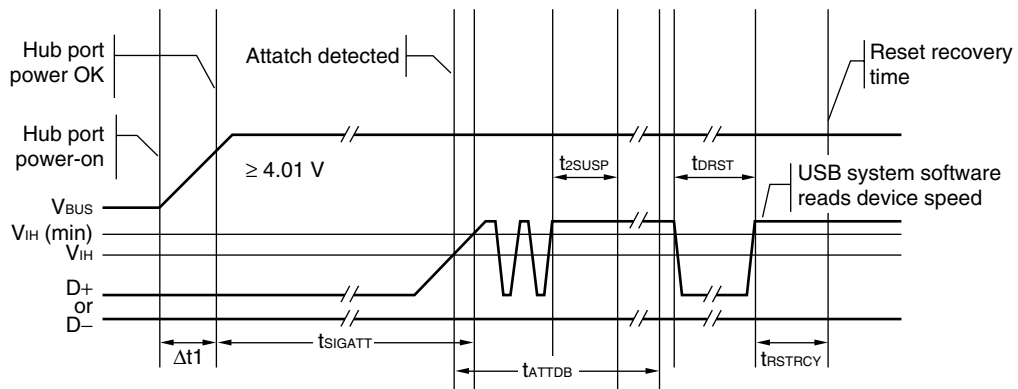 Hub port
power OK
Attatch detected
Reset recovery
time
Hub port
power-on
≥ 4.01 V
t2SUSP
tDRST
USB system software
reads device speed
VBUS
VIH (min)
VIH
D+
or
D−
Δt1
tSIGATT
tATTDB
tRSTRCY